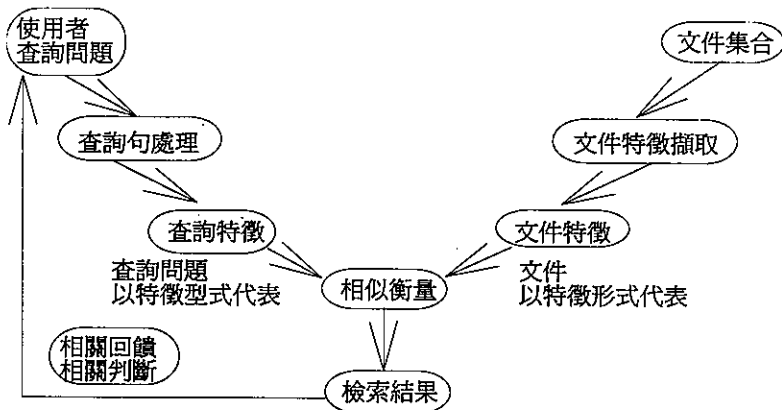 使用者
查詢問題
文件集合
查詢句處理
文件特徵擷取
查詢特徵
文件特徵
查詢問題
以特徵型式代表
相似衡量
文件
以特徵形式代表
相關回饋
相關判斷
檢索結果